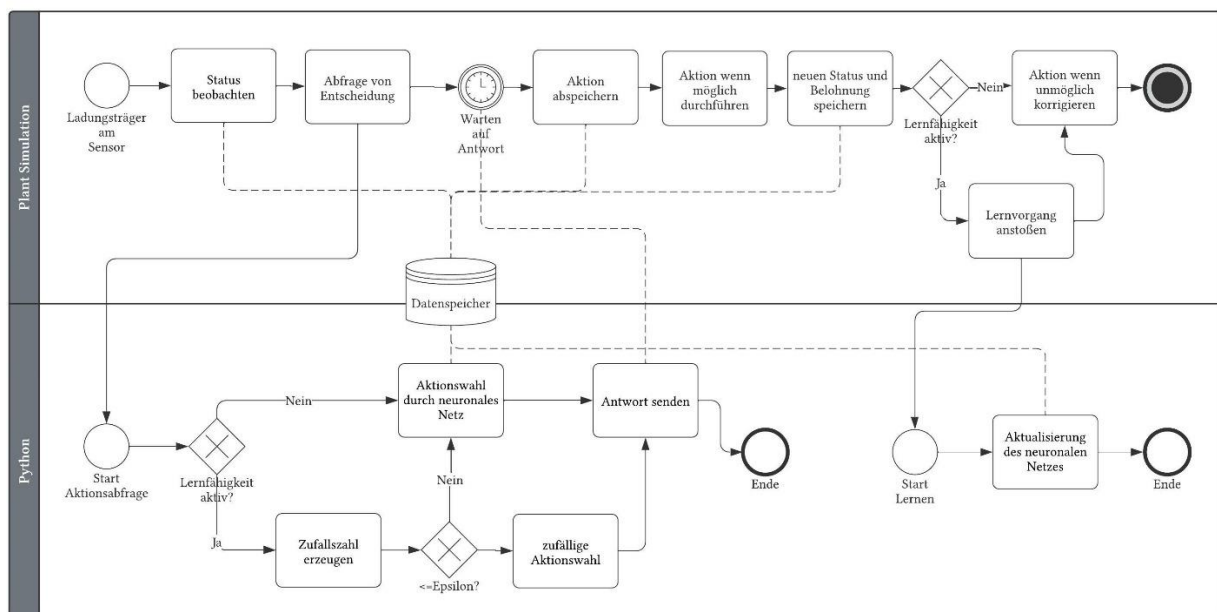 Plant Simulation
Ladungsträger
am
Sensor
Status
beobachten
Abfrage von
Entscheidung
Warten
auf
Antwort
Aktion
abspeichern
Aktion wenn
möglich
durchführen
neuen Status und
Belohnung
speichern
Lernfähigkeit
aktiv?
Nein
Aktion wenn
unmöglich
korrigieren
Ja
Lernvorgang
anstoßen
Datenspeicher
Python
Start
Aktionsabfrage
Lernfähigkeit
aktiv?
Nein
Aktionswahl
durch neuronales
Netz
Antwort senden
Ende
Ja
Zufallszahl
erzeugen
<=Epsilon?
Nein
zufällige
Aktionswahl
Start
Lernen
Aktualisierung
des neuronalen
Netzes
Ende